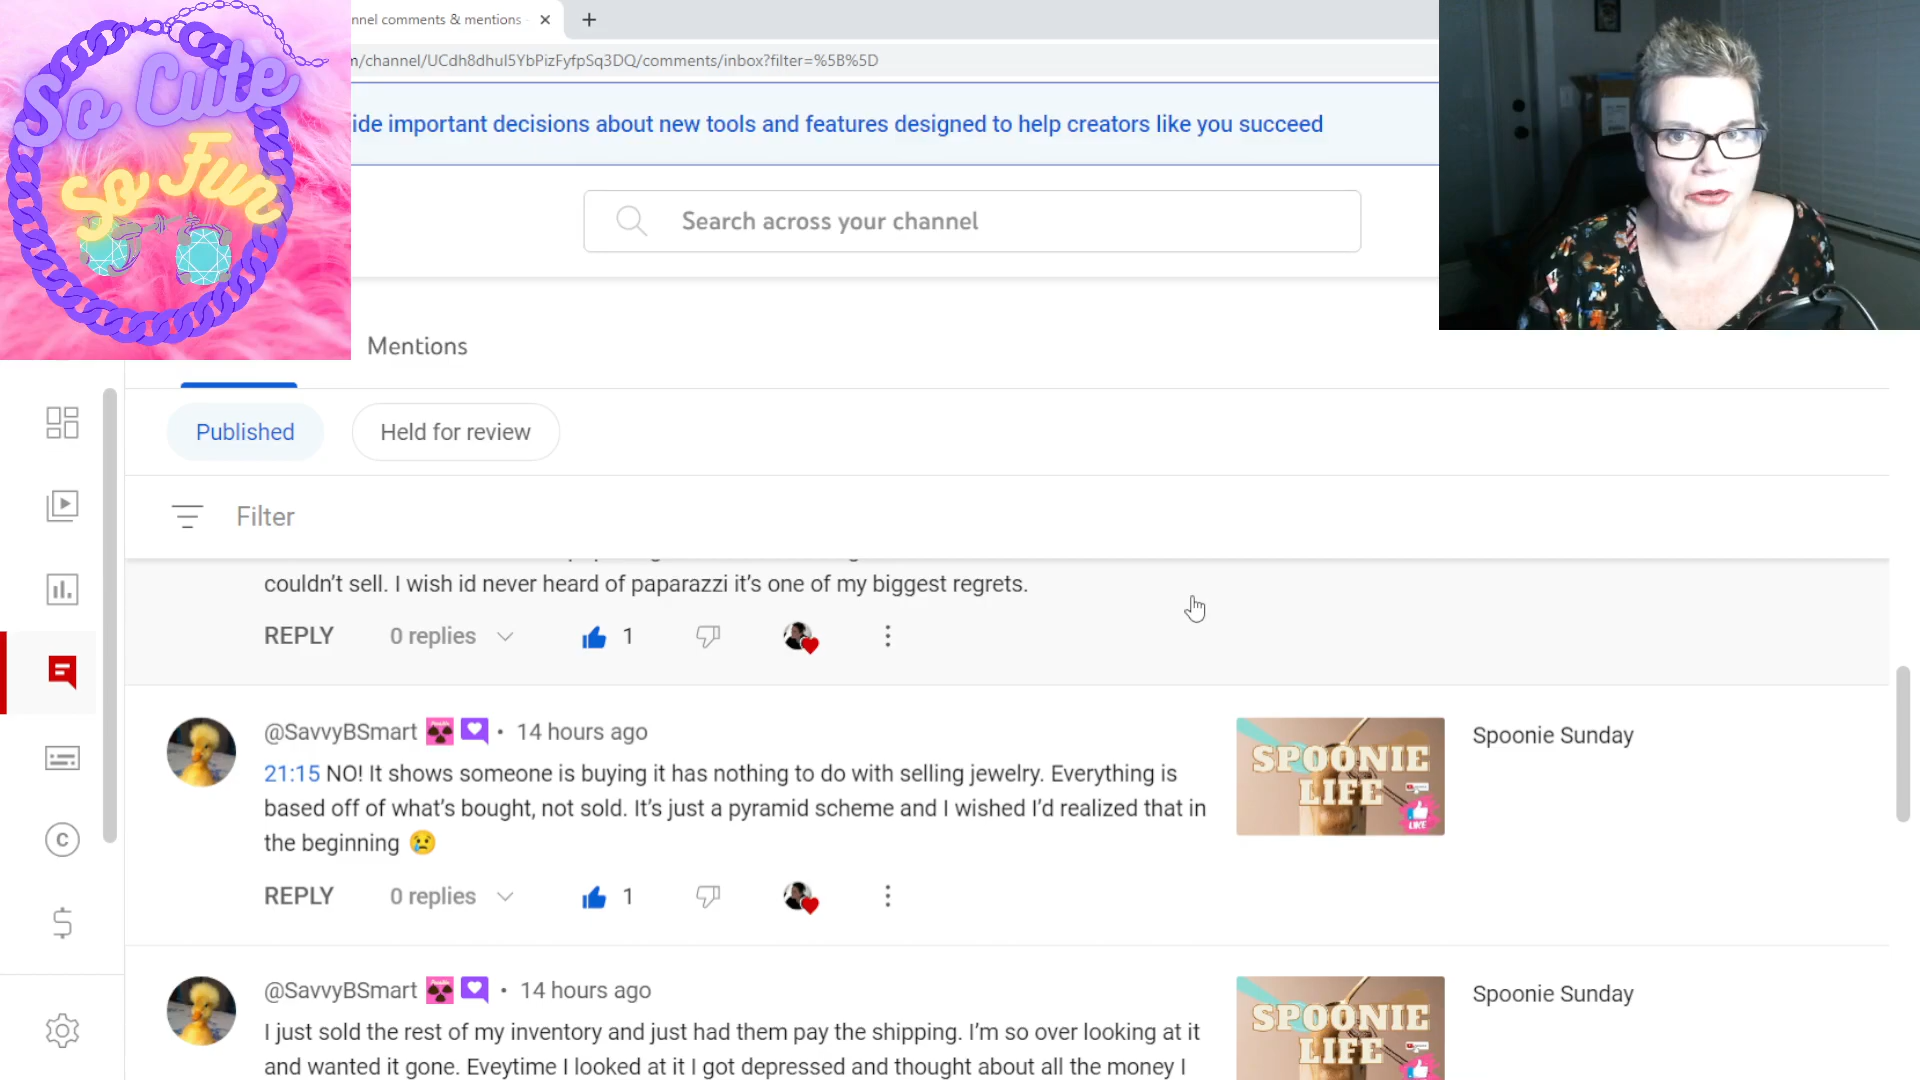 nnel comments & mentions
/channel/UCdh8dhul5YbPizFyfpSq3DQ/comments/inbox?filter=%5B%5D
So Cute
So Fun
ide important decisions about new tools and features designed to help creators like you succeed
Search across your channel
Mentions
Published
Held for review
Filter
couldn't sell. I wish id never heard of paparazzi it's one of my biggest regrets.
REPLY 0 replies 1
@SavvyBSmart • 14 hours ago
21:15 NO! It shows someone is buying it has nothing to do with selling jewelry. Everything is
based off of what's bought, not sold. It's just a pyramid scheme and I wished I'd realized that in
the beginning 😢
REPLY 0 replies 1
SPOONIE
LIFE
LIKE
Spoonie Sunday
@SavvyBSmart • 14 hours ago
I just sold the rest of my inventory and just had them pay the shipping. I'm so over looking at it
and wanted it gone. Eveytime I looked at it I got depressed and thought about all the money I
SPOONIE
LIFE
Spoonie Sunday